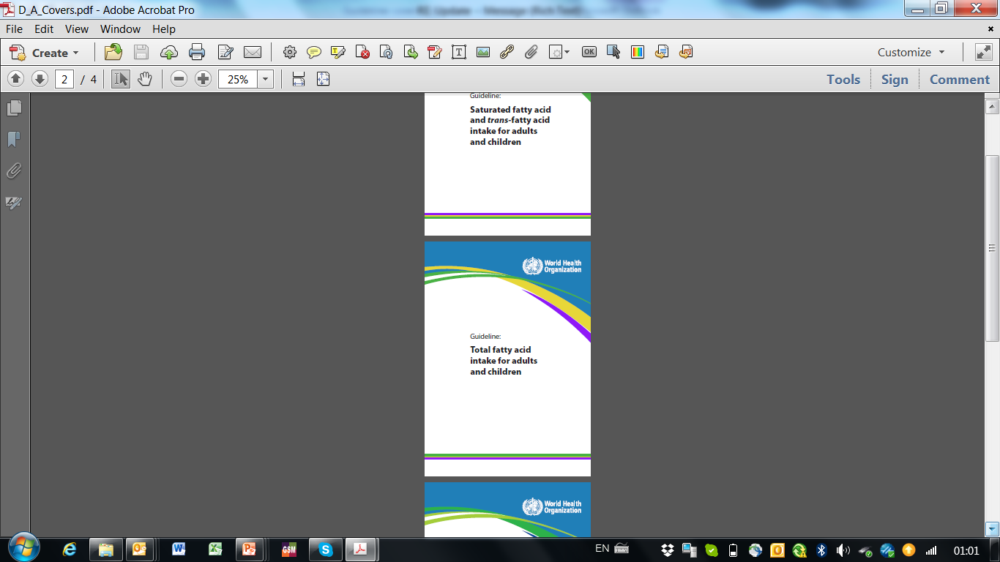 D_A_Covers.pdf - Adobe Acrobat Pro
File Edit View Window Help
Create Customize
2 / 4 25% Tools Sign Comment
Guideline:
Saturated fatty acid
and trans-fatty acid
intake for adults
and children
World Health
Organization
Guideline:
Total fatty acid
intake for adults
and children
World Health
Organization
EN 01:01